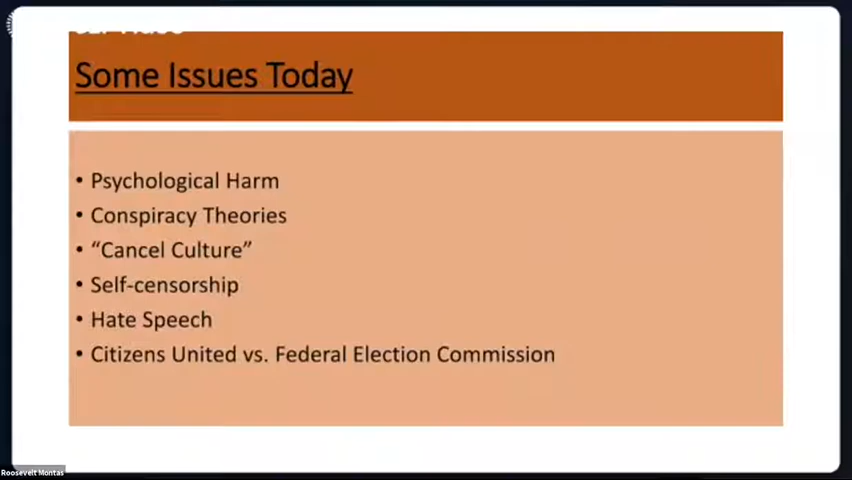 Some Issues Today
• Psychological Harm
• Conspiracy Theories
• “Cancel Culture”
• Self-censorship
• Hate Speech
• Citizens United vs. Federal Election Commission
Roosevelt Montas